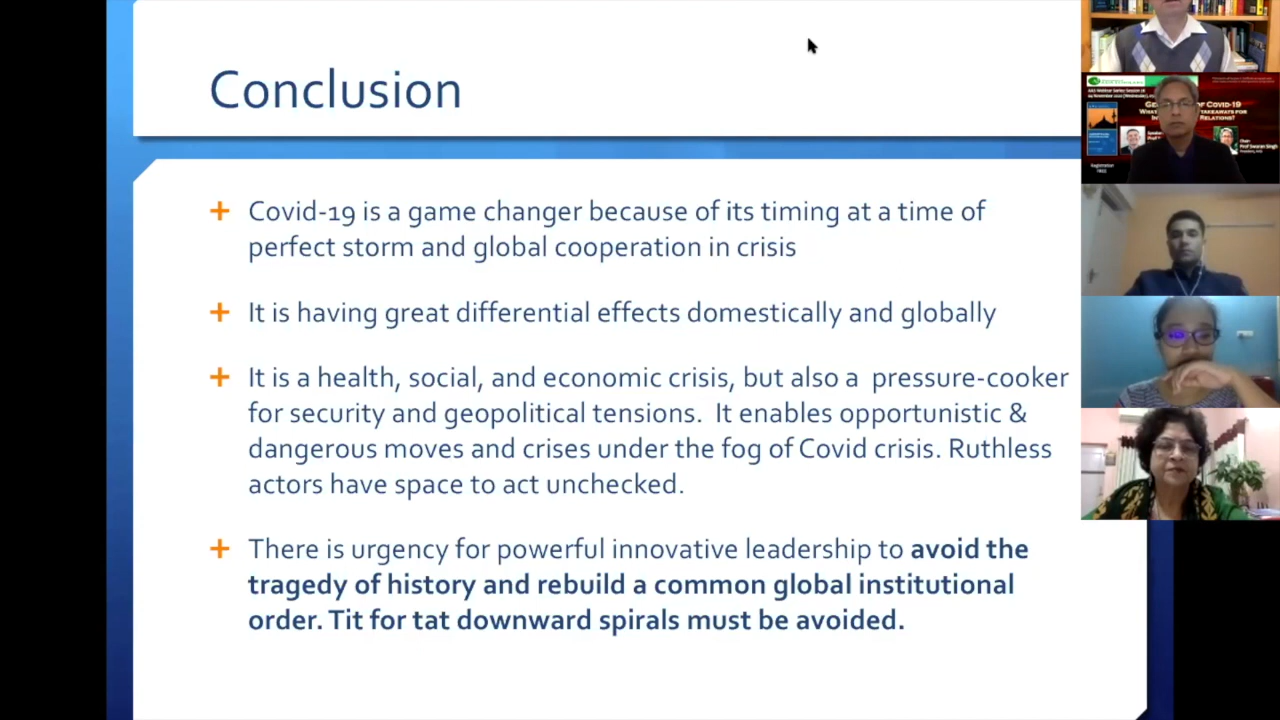 Conclusion
Covid-19 is a game changer because of its timing at a time of
perfect storm and global cooperation in crisis
It is having great differential effects domestically and globally
It is a health, social, and economic crisis, but also a pressure-cooker
for security and geopolitical tensions. It enables opportunistic &
dangerous moves and crises under the fog of Covid crisis. Ruthless
actors have space to act unchecked.
There is urgency for powerful innovative leadership to avoid the
tragedy of history and rebuild a common global institutional
order. Tit for tat downward spirals must be avoided.
of Covid-19